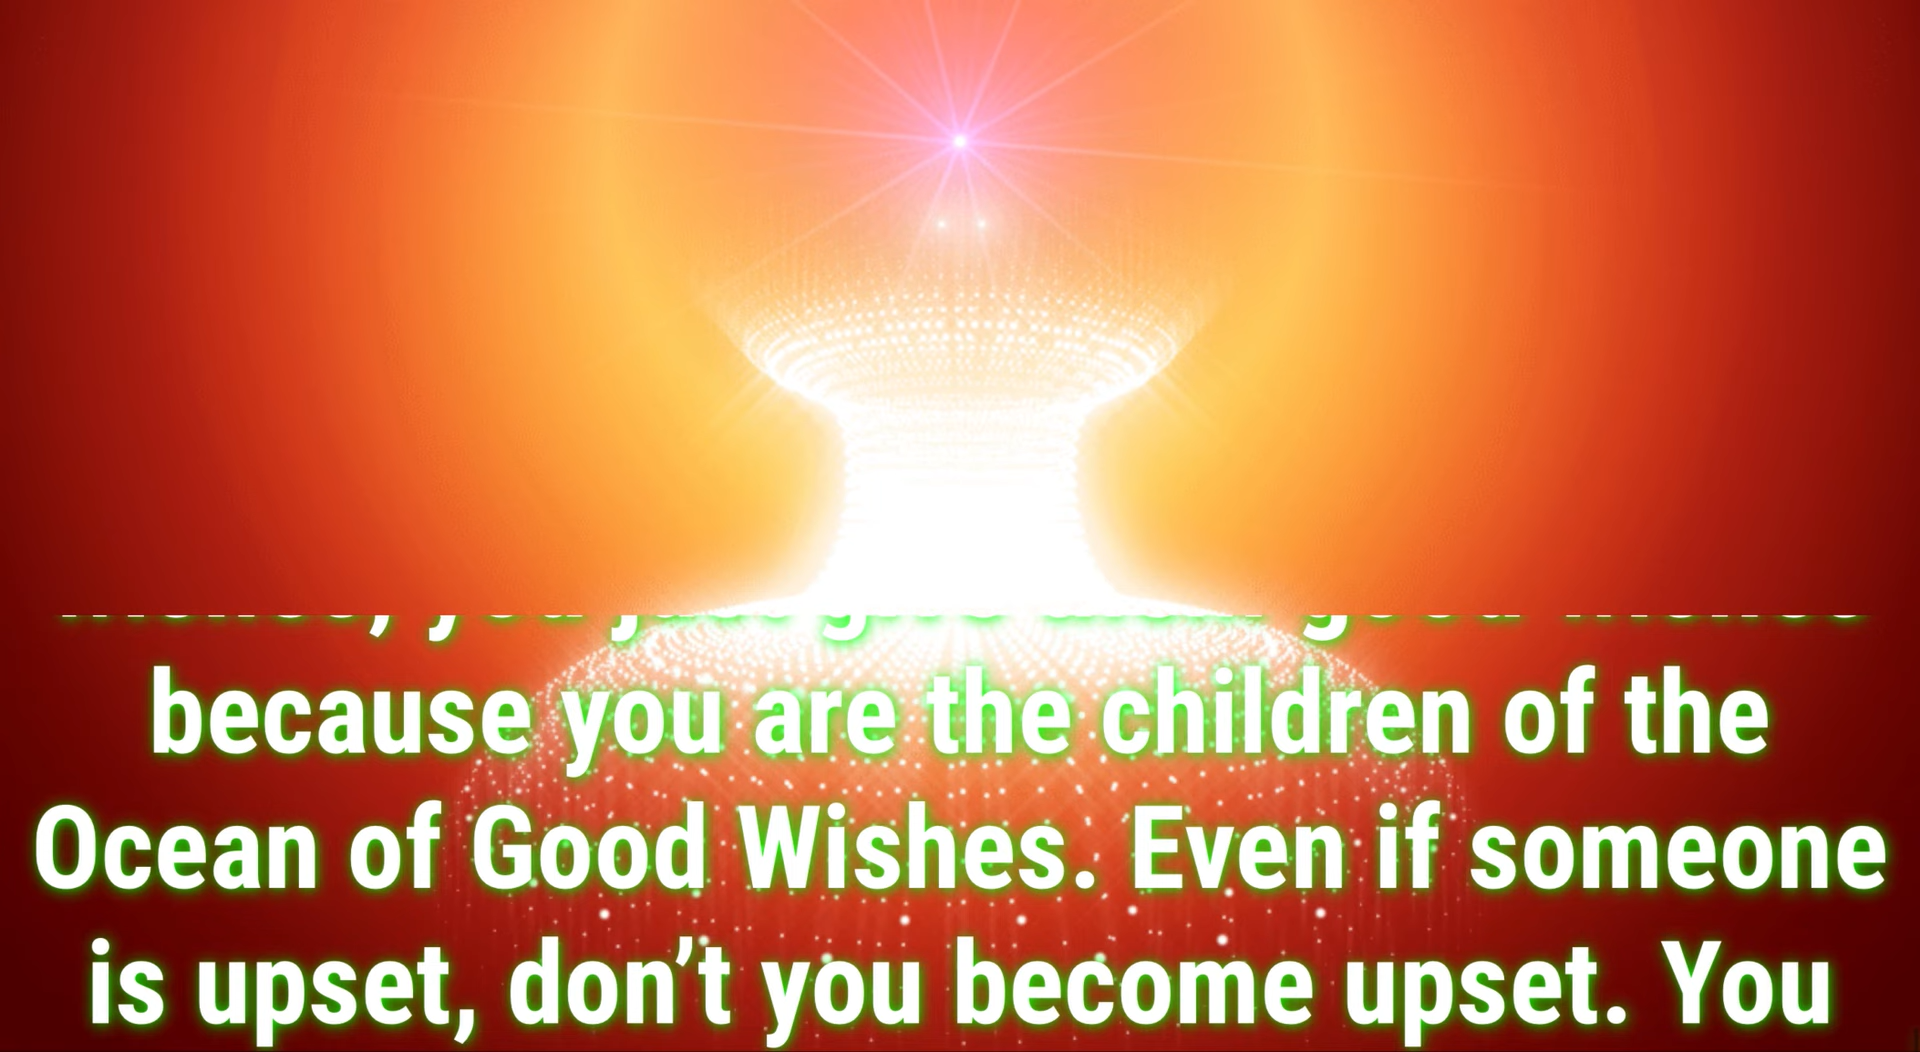 because you are the children of the
Ocean of Good Wishes. Even if someone
is upset, don’t you become upset. You